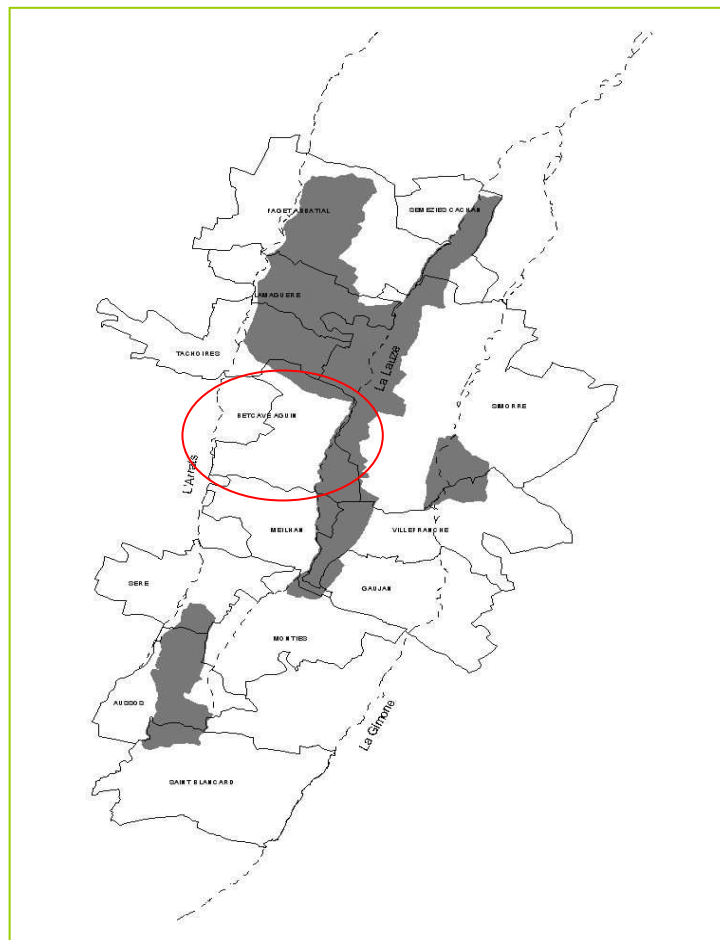 FAGET ABBATIAL
SEMEZIES CACHAN
LAMAGUERE
TACHOIRES
La Lauze
BETCAVE AGUIN
SIMORRE
L'Arrats
MEILHAN
VILLEFRANCHE
SERE
GAUJAN
MONTIES
AUSSOS
La Gimone
SAINT BLANCARD